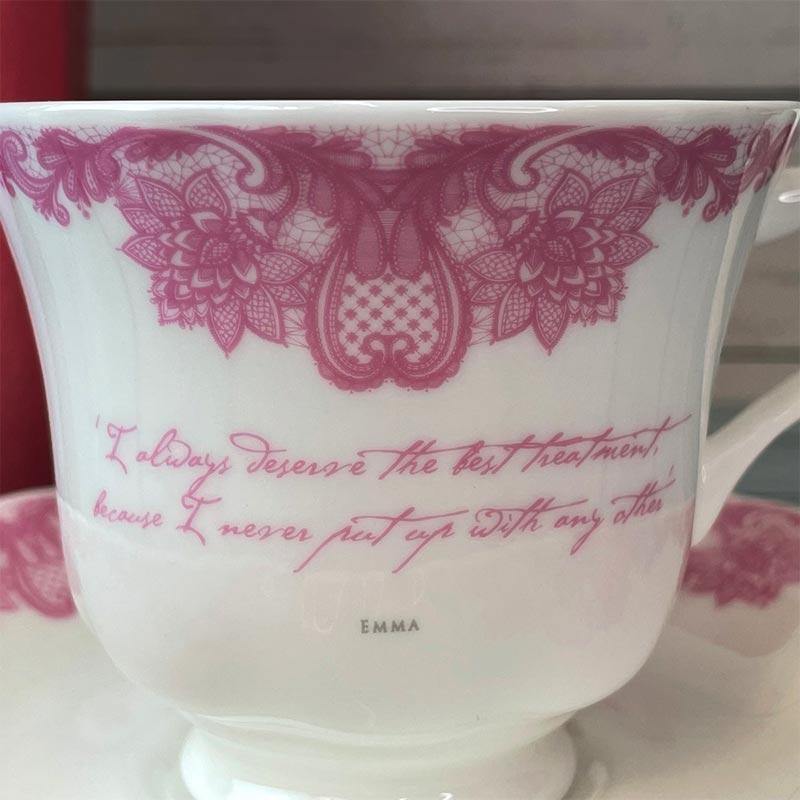 'I always deserve the best treatment,
because I never put up with any other'
EMMA